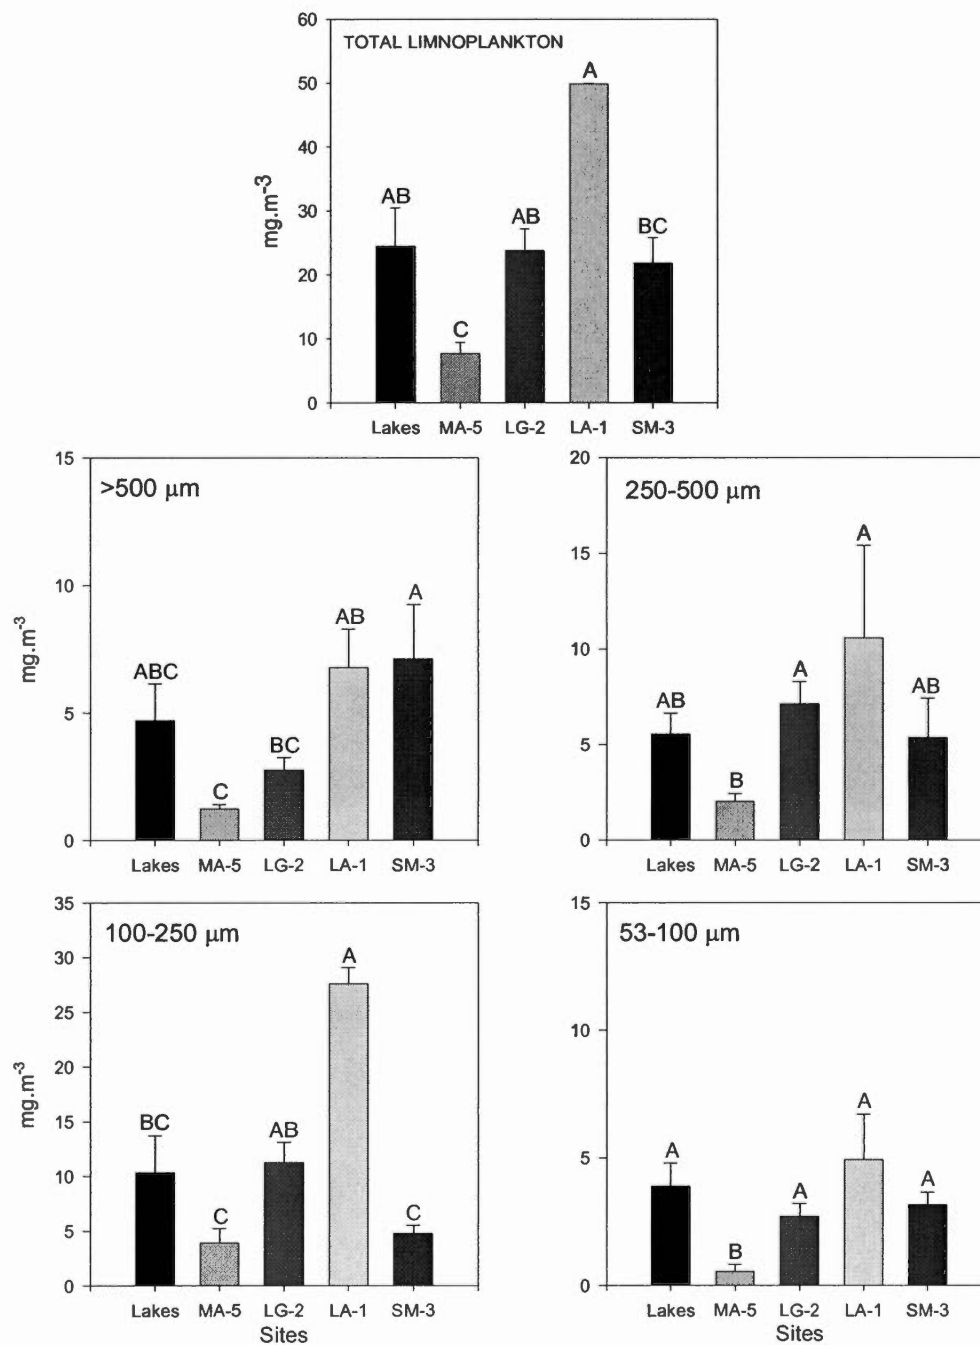 TOTAL LIMNOPLANKTON
60
50
40
30
20
10
0
mg.m-3
AB
C
AB
A
BC
Lakes MA-5 LG-2 LA-1 SM-3
>500 µm
15
10
5
0
mg.m-3
ABC
C
BC
AB
A
Lakes MA-5 LG-2 LA-1 SM-3
250-500 µm
20
15
10
5
0
AB
B
A
A
AB
Lakes MA-5 LG-2 LA-1 SM-3
100-250 µm
35
30
25
20
15
10
5
0
mg.m-3
BC
C
AB
A
C
Lakes MA-5 LG-2 LA-1 SM-3
Sites
53-100 µm
15
10
5
0
A
B
A
A
A
Lakes MA-5 LG-2 LA-1 SM-3
Sites